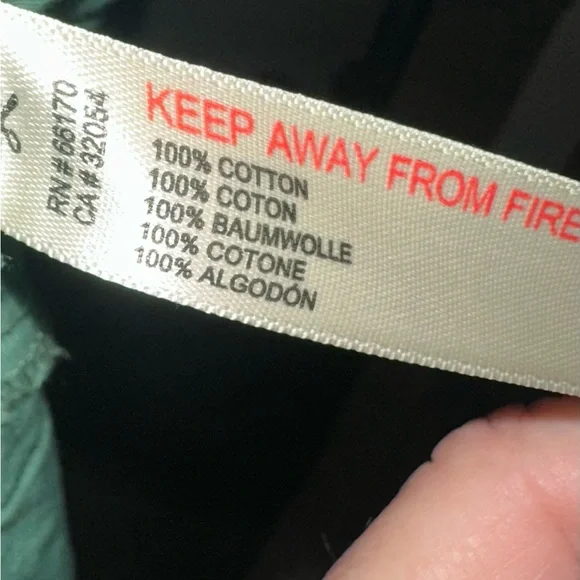 RN # 66170
CA # 32054
KEEP AWAY FROM FIRE
100% COTTON
100% COTON
100% BAUMWOLLE
100% COTONE
100% ALGODÓN